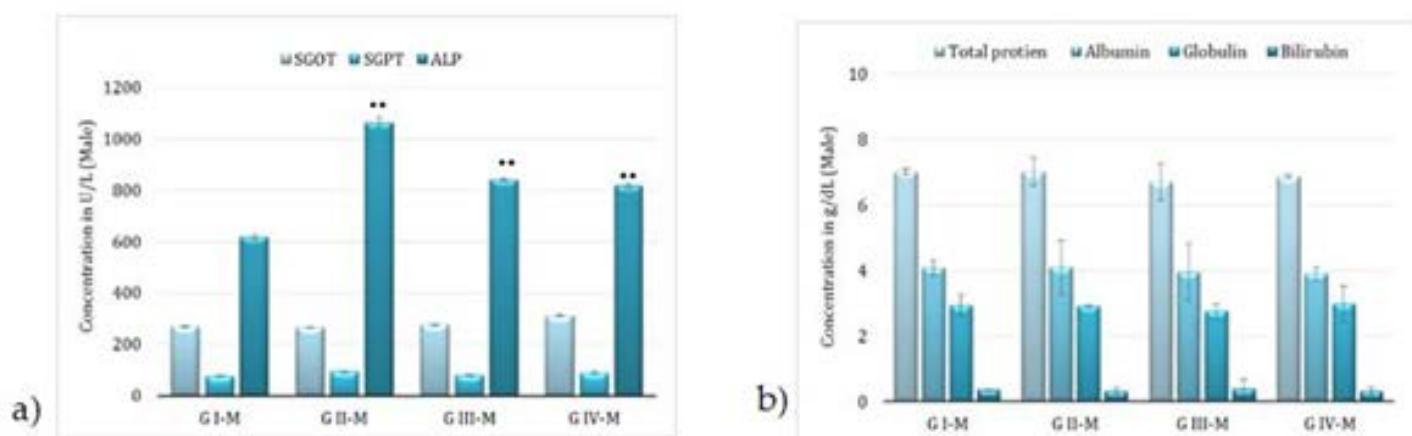 SGOT SGPT ALP
1200
1000
800
600
400
200
0
Concentration in U/L (Male)
••
••
••
G I-M G II-M G III-M G IV-M
a)
Total protien Albumin Globulin Bilirubin
10
8
6
4
2
0
Concentration in g/dL (Male)
G I-M G II-M G III-M G IV-M
b)